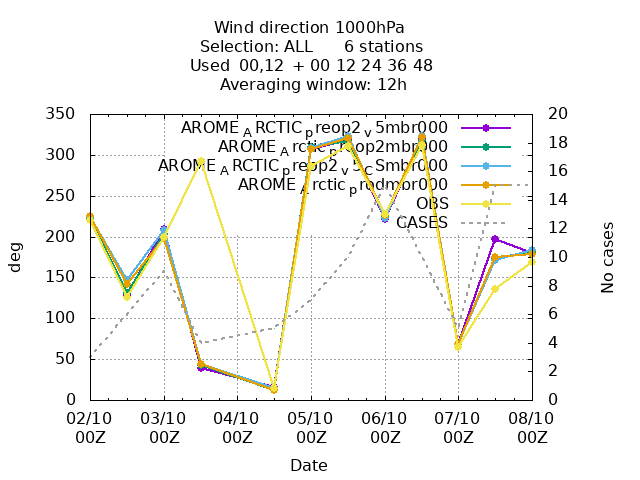 Wind direction 1000hPa
Selection: ALL 6 stations
Used 00,12 + 00 12 24 36 48
Averaging window: 12h
350
300
250
200
150
100
50
0
deg
20
18
16
14
12
10
8
6
4
2
0
No cases
AROME_ARCTIC_preop2_v5mbr000
AROME_Arctic_preop2mbr000
AROME_ARCTIC_preop2_v5CSmbr000
AROME_Arctic_prodmbr000
OBS
CASES
02/10 03/10 04/10 05/10 06/10 07/10 08/10
00Z 00Z 00Z 00Z 00Z 00Z 00Z
Date